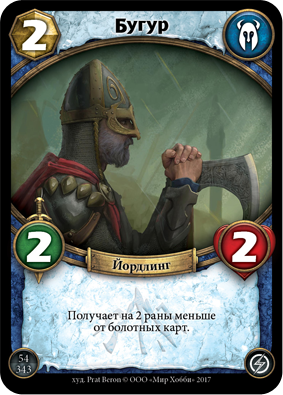 2
Бугур
2
Йордлинг
2
Получает на 2 раны меньше
от болотных карт.
54
343
худ. Prat Beron © ООО «Мир Хобби» 2017